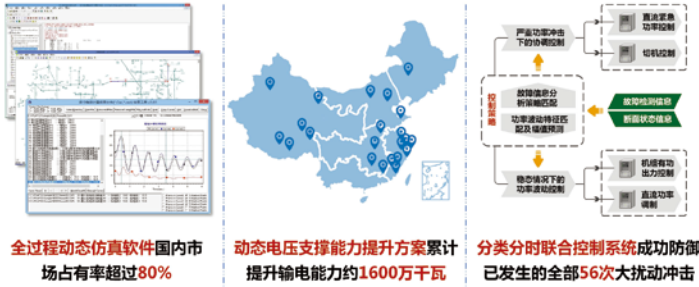 全过程动态仿真软件国内市
场占有率超过80%
动态电压支撑能力提升方案累计
提升输电能力约1600万千瓦
严重功率冲击
下的协调控制
直流紧急
功率控制
切机控制
控制策略
故障信息分
析策略匹配
功率波动特征匹
配及幅值预测
故障检测信息
断面状态信息
稳态情况下的
功率波动控制
机组有功
出力控制
直流功率
调制
分类分时联合控制系统成功防御
已发生的全部56次大扰动冲击